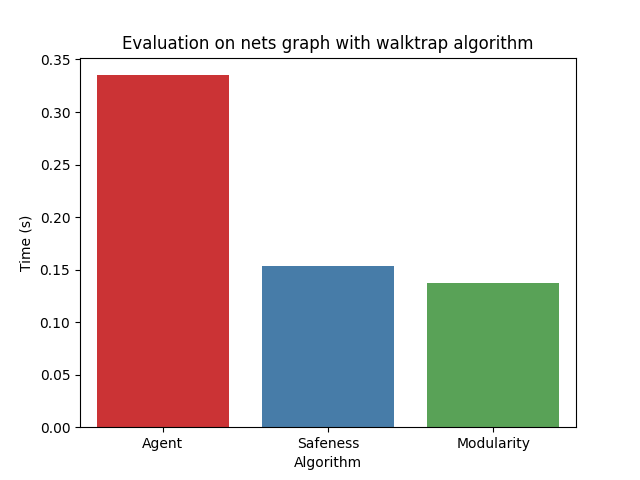 Evaluation on nets graph with walktrap algorithm
0.35
0.30
0.25
0.20
0.15
0.10
0.05
0.00
Time (s)
Agent Safeness Modularity
Algorithm